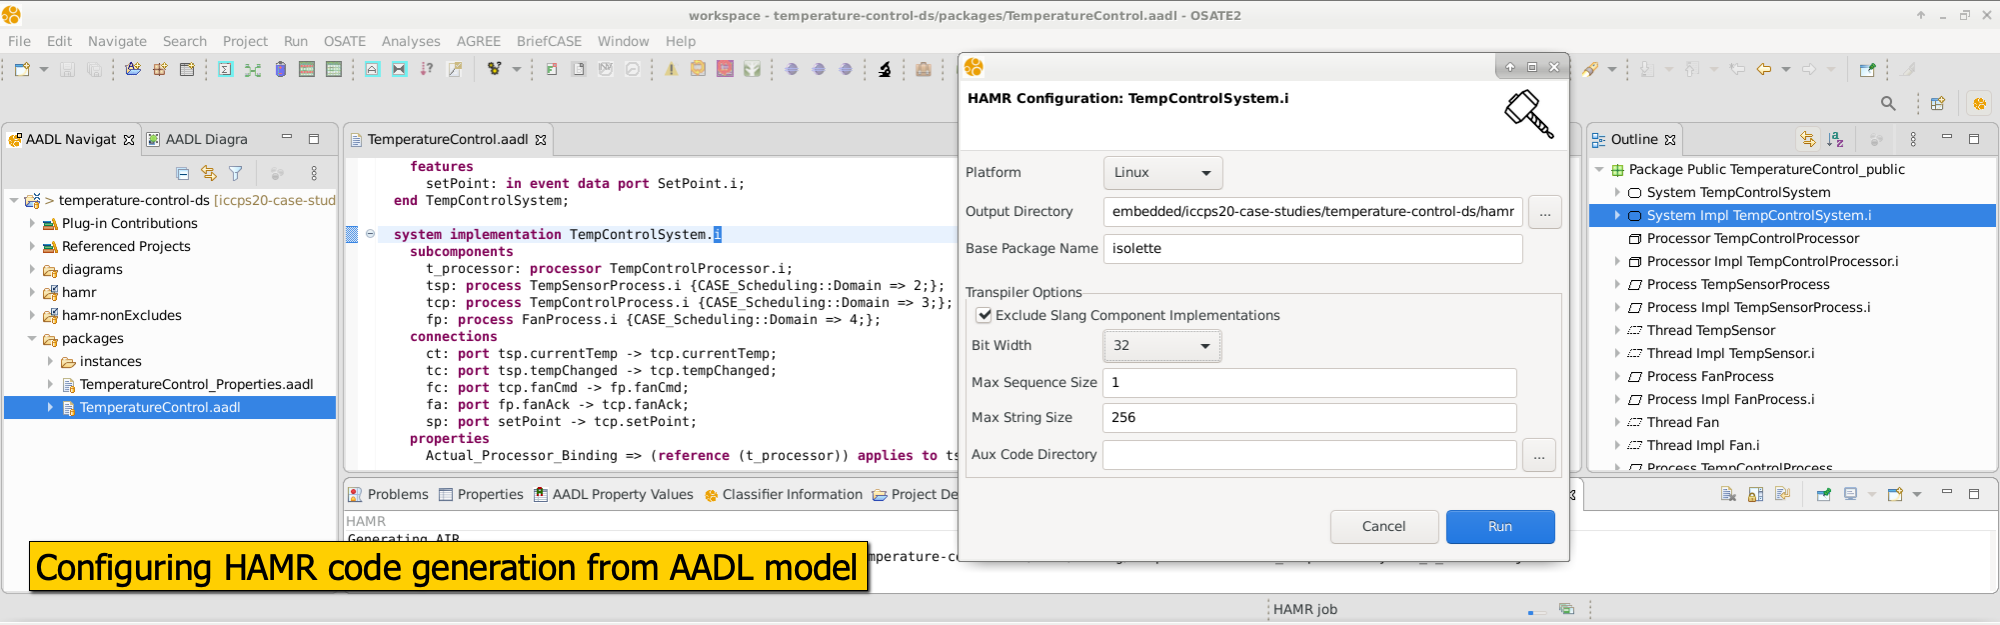 workspace - temperature-control-ds/packages/TemperatureControl.aadl - OSATE2
File Edit Navigate Search Project Run OSATE Analyses AGREE BriefCASE Window Help
AADL Navigat
AADL Diagra
> temperature-control-ds [iccps20-case-stud
Plug-in Contributions
Referenced Projects
diagrams
hamr
hamr-nonExcludes
packages
instances
TemperatureControl_Properties.aadl
TemperatureControl.aadl
TemperatureControl.aadl
features
setPoint: in event data port SetPoint.i;
end TempControlSystem;
system implementation TempControlSystem.i
subcomponents
t_processor: processor TempControlProcessor.i;
tsp: process TempSensorProcess.i {CASE_Scheduling::Domain => 2;};
tcp: process TempControlProcess.i {CASE_Scheduling::Domain => 3;};
fp: process FanProcess.i {CASE_Scheduling::Domain => 4;};
connections
ct: port tsp.currentTemp -> tcp.currentTemp;
tc: port tsp.tempChanged -> tcp.tempChanged;
fc: port tcp.fanCmd -> fp.fanCmd;
fa: port fp.fanAck -> tcp.fanAck;
sp: port setPoint -> tcp.setPoint;
properties
Actual_Processor_Binding => (reference (t_processor)) applies to ts
Problems Properties AADL Property Values Classifier Information Project De
HAMR
Generating AIR
mperature-c
Configuring HAMR code generation from AADL model
HAMR Configuration: TempControlSystem.i
Platform Linux
Output Directory embedded/iccps20-case-studies/temperature-control-ds/hamr ...
Base Package Name isolette
Transpiler Options
Exclude Slang Component Implementations
Bit Width 32
Max Sequence Size 1
Max String Size 256
Aux Code Directory ...
Cancel Run
Outline
Package Public TemperatureControl_public
System TempControlSystem
System Impl TempControlSystem.i
Processor TempControlProcessor
Processor Impl TempControlProcessor.i
Process TempSensorProcess
Process Impl TempSensorProcess.i
Thread TempSensor
Thread Impl TempSensor.i
Process FanProcess
Process Impl FanProcess.i
Thread Fan
Thread Impl Fan.i
Process TempControlProcess
HAMR job